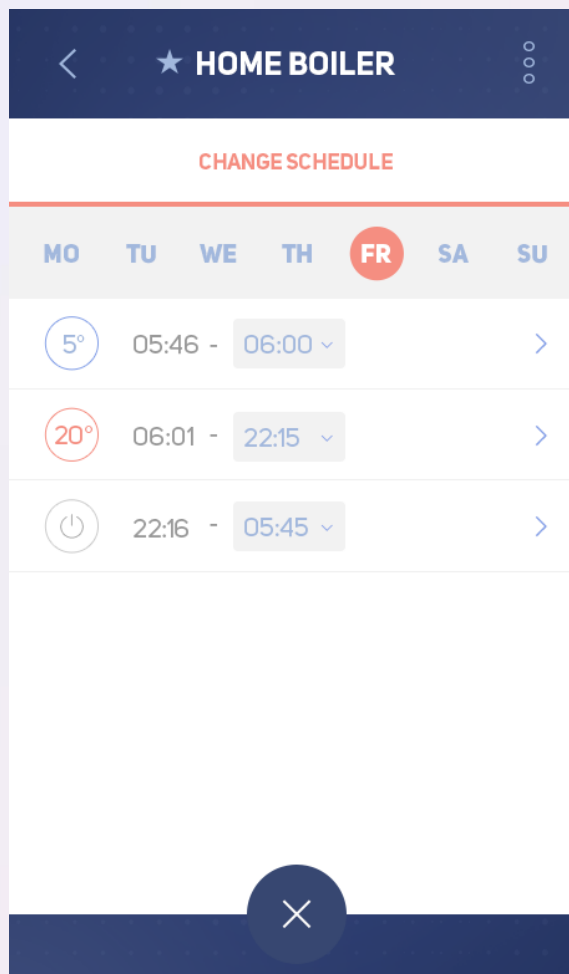 ★ HOME BOILER
CHANGE SCHEDULE
MO TU WE TH FR SA SU
5° 05:46 - 06:00
20° 06:01 - 22:15
22:16 - 05:45